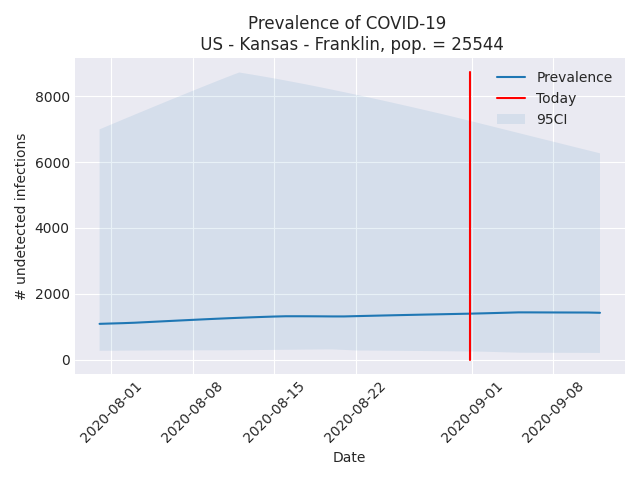 Prevalence of COVID-19
US - Kansas - Franklin, pop. = 25544
Prevalence
Today
95CI
8000
6000
4000
2000
0
# undetected infections
2020-08-01
2020-08-08
2020-08-15
2020-08-22
2020-09-01
2020-09-08
Date